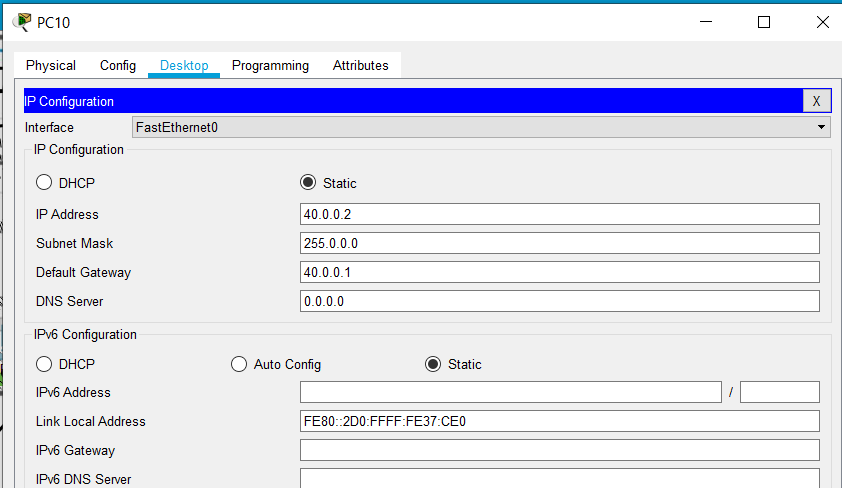 PC10
Physical Config Desktop Programming Attributes
IP Configuration X
Interface FastEthernet0
IP Configuration
DHCP Static
IP Address 40.0.0.2
Subnet Mask 255.0.0.0
Default Gateway 40.0.0.1
DNS Server 0.0.0.0
IPv6 Configuration
DHCP Auto Config Static
IPv6 Address /
Link Local Address FE80::2D0:FFFF:FE37:CE0
IPv6 Gateway
IPv6 DNS Server